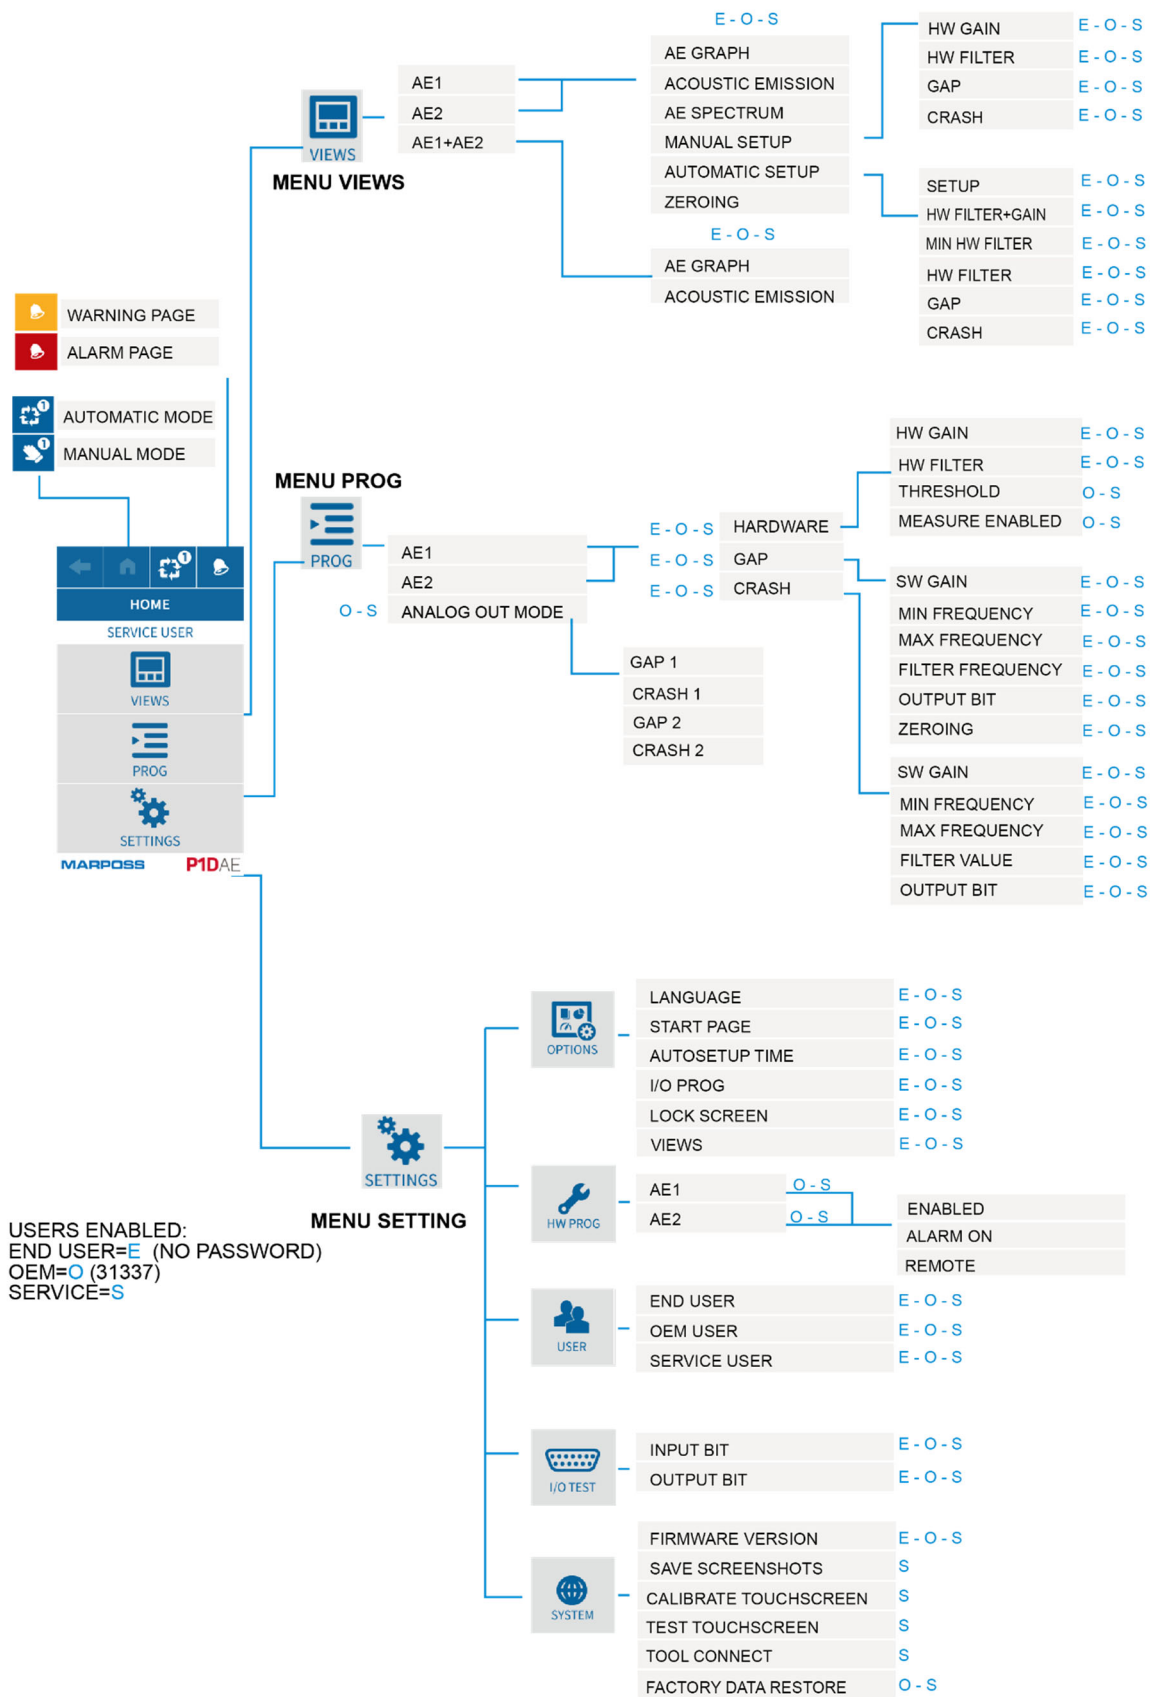 E - O - S
AE GRAPH
ACOUSTIC EMISSION
AE SPECTRUM
MANUAL SETUP
AUTOMATIC SETUP
ZEROING
HW GAIN E - O - S
HW FILTER E - O - S
GAP E - O - S
CRASH E - O - S
AE1
AE2
AE1+AE2
VIEWS
MENU VIEWS
SETUP E - O - S
HW FILTER+GAIN E - O - S
MIN HW FILTER E - O - S
HW FILTER E - O - S
GAP E - O - S
CRASH E - O - S
E - O - S
AE GRAPH
ACOUSTIC EMISSION
WARNING PAGE
ALARM PAGE
1 AUTOMATIC MODE
1 MANUAL MODE
MENU PROG
PROG
AE1
AE2
O - S ANALOG OUT MODE
E - O - S HARDWARE
E - O - S GAP
E - O - S CRASH
HW GAIN E - O - S
HW FILTER E - O - S
THRESHOLD O - S
MEASURE ENABLED O - S
SW GAIN E - O - S
MIN FREQUENCY E - O - S
MAX FREQUENCY E - O - S
FILTER FREQUENCY E - O - S
OUTPUT BIT E - O - S
ZEROING E - O - S
GAP 1
CRASH 1
GAP 2
CRASH 2
SW GAIN E - O - S
MIN FREQUENCY E - O - S
MAX FREQUENCY E - O - S
FILTER VALUE E - O - S
OUTPUT BIT E - O - S
1
HOME
SERVICE USER
VIEWS
PROG
SETTINGS
MARPOSS P1DAE
SETTINGS
MENU SETTING
OPTIONS
LANGUAGE E - O - S
START PAGE E - O - S
AUTOSETUP TIME E - O - S
I/O PROG E - O - S
LOCK SCREEN E - O - S
VIEWS E - O - S
HW PROG
AE1 O - S
AE2 O - S
ENABLED
ALARM ON
REMOTE
USERS ENABLED:
END USER=E (NO PASSWORD)
OEM=O (31337)
SERVICE=S
USER
END USER E - O - S
OEM USER E - O - S
SERVICE USER E - O - S
I/O TEST
INPUT BIT E - O - S
OUTPUT BIT E - O - S
SYSTEM
FIRMWARE VERSION E - O - S
SAVE SCREENSHOTS S
CALIBRATE TOUCHSCREEN S
TEST TOUCHSCREEN S
TOOL CONNECT S
FACTORY DATA RESTORE O - S